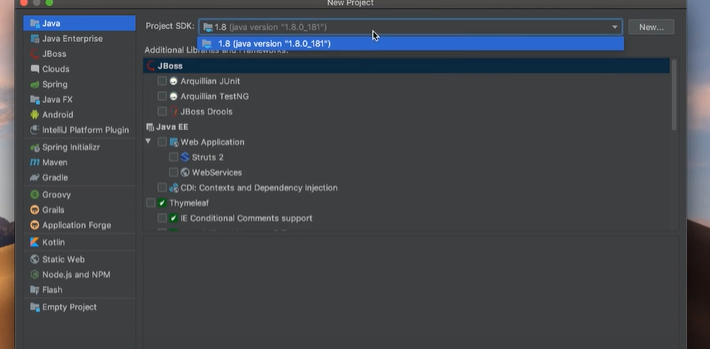 New Project
Java
Java Enterprise
JBoss
Clouds
Spring
Java FX
Android
IntelliJ Platform Plugin
Spring Initializr
Maven
Gradle
Groovy
Grails
Application Forge
Kotlin
Static Web
Node.js and NPM
Flash
Empty Project
Project SDK: 1.8 (java version "1.8.0_181") New...
1.8 (java version "1.8.0_181")
Additional Libraries and Frameworks:
JBoss
Arquillian JUnit
Arquillian TestNG
JBoss Drools
Java EE
Web Application
Struts 2
WebServices
CDI: Contexts and Dependency Injection
Thymeleaf
IE Conditional Comments support